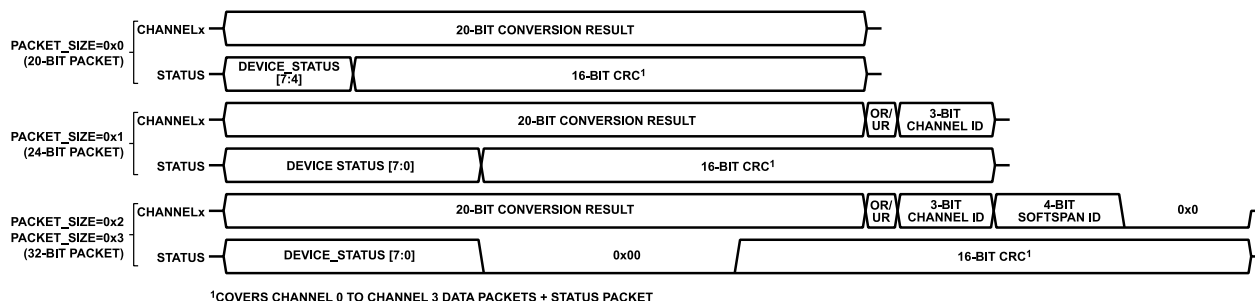 CHANNELx
20-BIT CONVERSION RESULT
PACKET_SIZE=0x0
(20-BIT PACKET)
STATUS
DEVICE_STATUS
[7:4]
16-BIT CRC1
CHANNELx
20-BIT CONVERSION RESULT
OR/
UR
3-BIT
CHANNEL ID
PACKET_SIZE=0x1
(24-BIT PACKET)
STATUS
DEVICE STATUS [7:0]
16-BIT CRC1
CHANNELx
20-BIT CONVERSION RESULT
OR/
UR
3-BIT
CHANNEL ID
4-BIT
SOFTSPAN ID
0x0
PACKET_SIZE=0x2
PACKET_SIZE=0x3
(32-BIT PACKET)
STATUS
DEVICE_STATUS [7:0]
0x00
16-BIT CRC1
1COVERS CHANNEL 0 TO CHANNEL 3 DATA PACKETS + STATUS PACKET